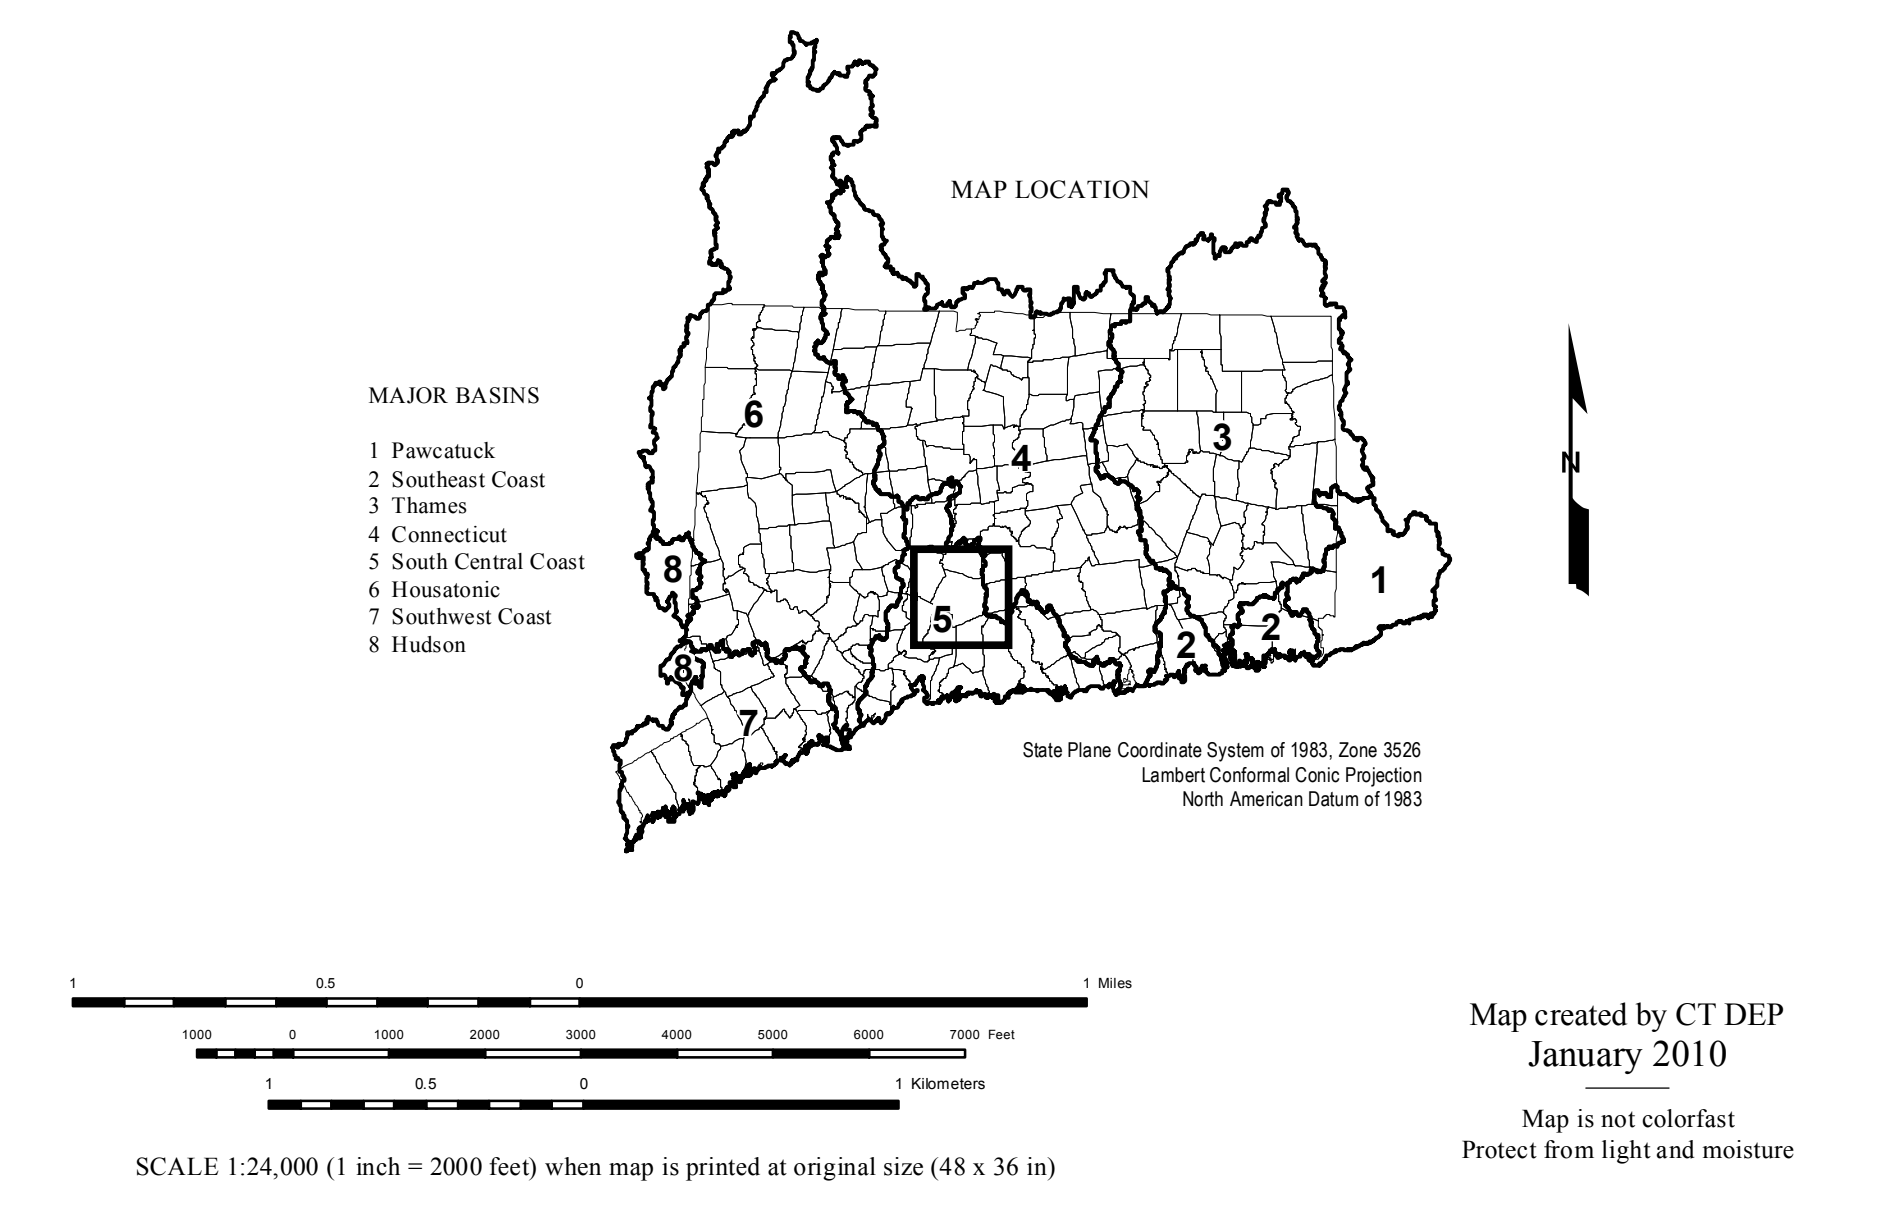 MAP LOCATION
MAJOR BASINS
1 Pawcatuck
2 Southeast Coast
3 Thames
4 Connecticut
5 South Central Coast
6 Housatonic
7 Southwest Coast
8 Hudson
6
4
3
8
5
1
2
2
8
7
N
State Plane Coordinate System of 1983, Zone 3526
Lambert Conformal Conic Projection
North American Datum of 1983
1 0.5 0 1 Miles
1000 0 1000 2000 3000 4000 5000 6000 7000 Feet
1 0.5 0 1 Kilometers
SCALE 1:24,000 (1 inch = 2000 feet) when map is printed at original size (48 x 36 in)
Map created by CT DEP
January 2010
Map is not colorfast
Protect from light and moisture